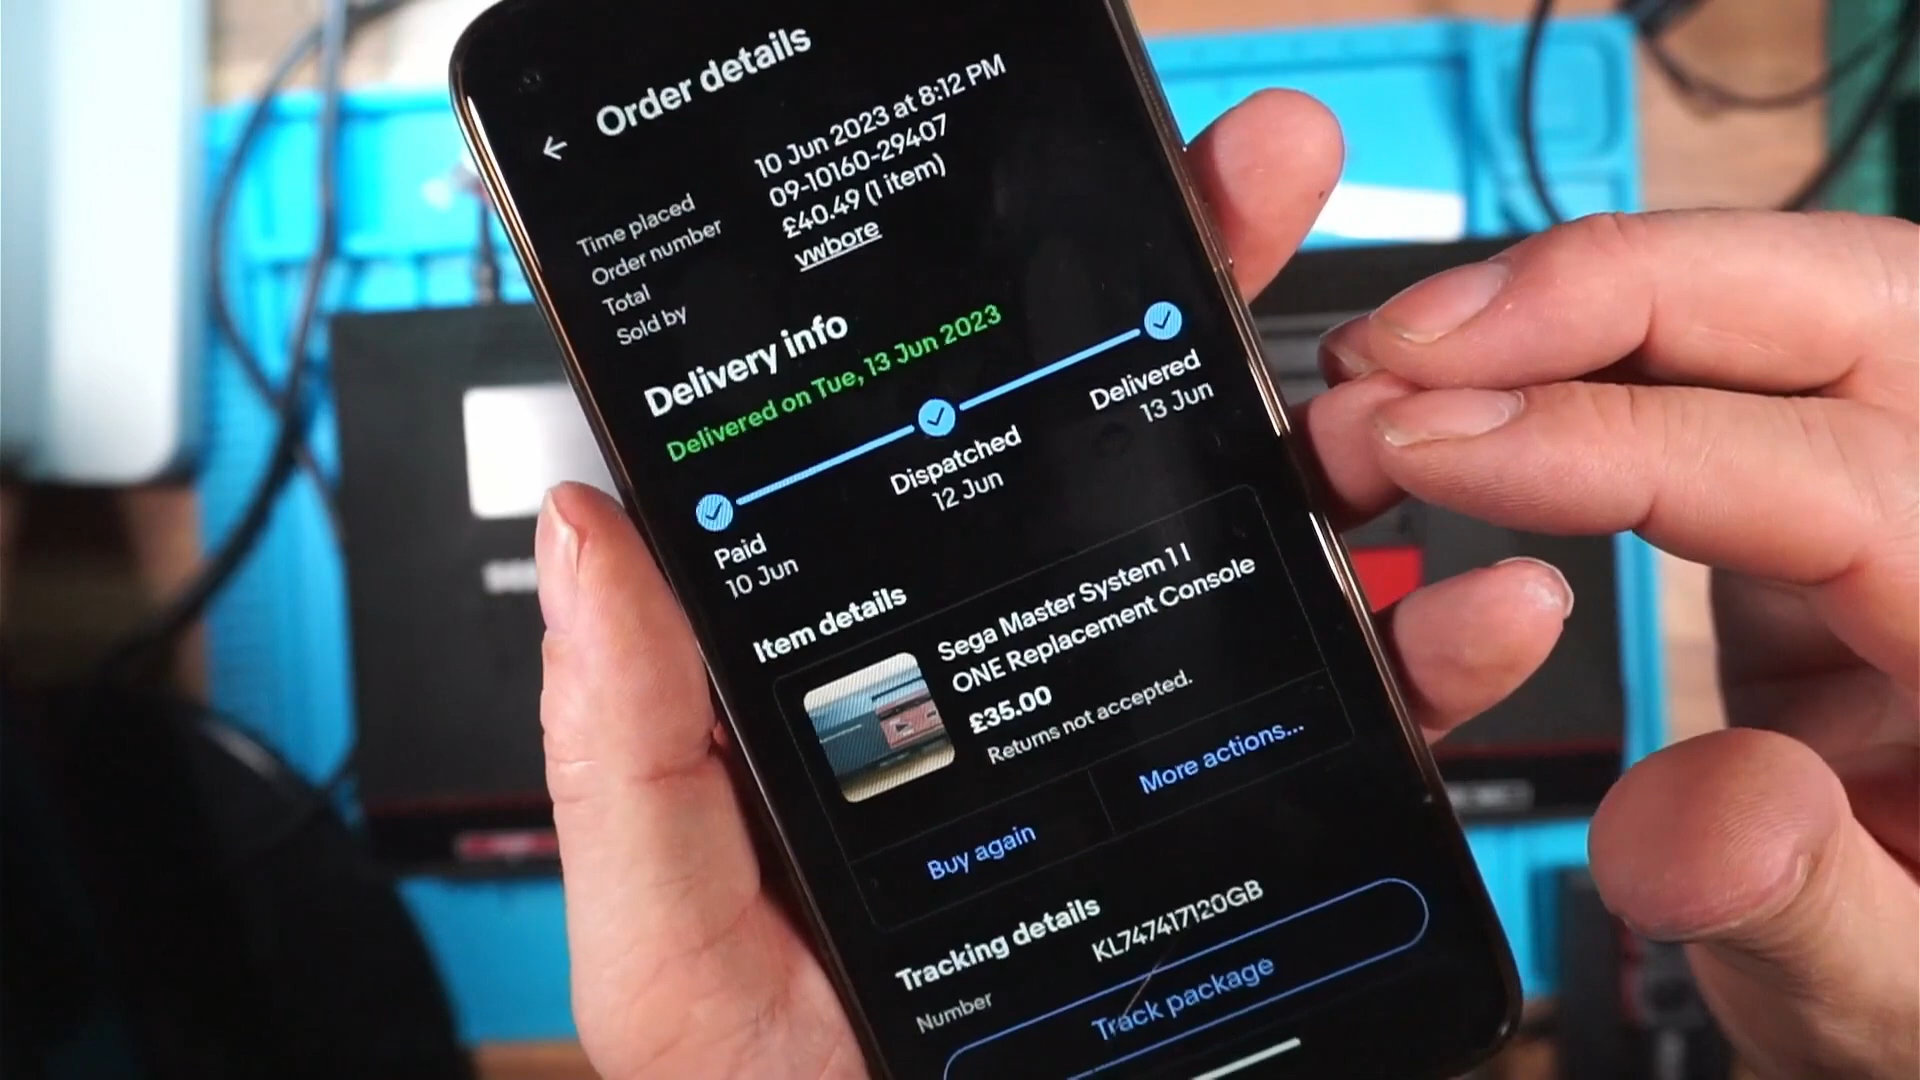 Order details
Time placed 10 Jun 2023 at 8:12 PM
Order number 09-10160-29407
Total £40.49 (1 item)
Sold by vwbore
Delivery info
Delivered on Tue, 13 Jun 2023
Paid
10 Jun
Dispatched
12 Jun
Delivered
13 Jun
Item details
Sega Master System 1 I
ONE Replacement Console
£35.00
Returns not accepted.
Buy again
More actions...
Tracking details
Number KL747417120GB
Track package